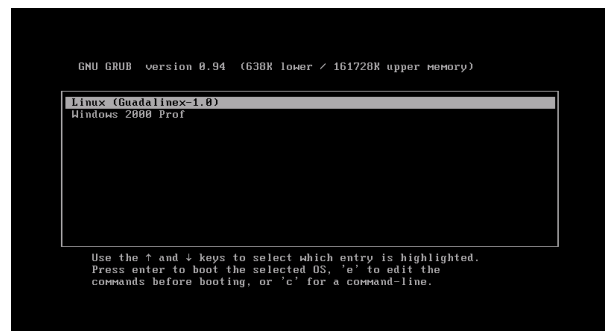 GNU GRUB version 0.94 (638K lower / 161728K upper memory)
Linux (Guadalinex-1.0)
Windows 2000 Prof
Use the ↑ and ↓ keys to select which entry is highlighted.
Press enter to boot the selected OS, 'e' to edit the
commands before booting, or 'c' for a command-line.